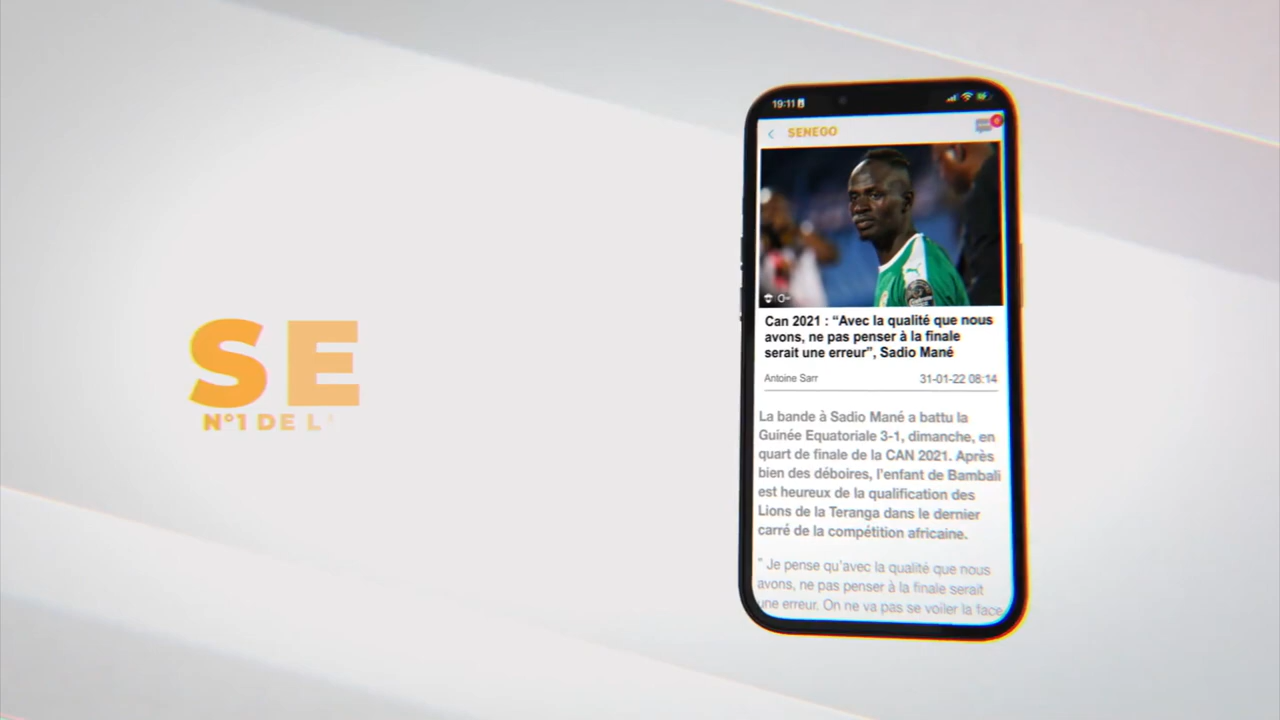 SE
N°1 DE L'
19:11
SENEGO
Can 2021 : “Avec la qualité que nous
avons, ne pas penser à la finale
serait une erreur”, Sadio Mané
Antoine Sarr
31-01-22 08:14
La bande à Sadio Mané a battu la
Guinée Equatoriale 3-1, dimanche, en
quart de finale de la CAN 2021. Après
bien des déboires, l’enfant de Bambali
est heureux de la qualification des
Lions de la Teranga dans le dernier
carré de la compétition africaine.
" Je pense qu’avec la qualité que nous
avons, ne pas penser à la finale serait
une erreur. On ne va pas se voiler la face